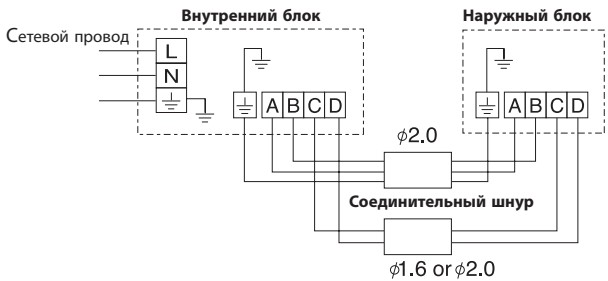 Внутренний блок
Наружный блок
Сетевой провод
L
N
A B C D
A B C D
ϕ2.0
Соединительный шнур
ϕ1.6 or ϕ2.0